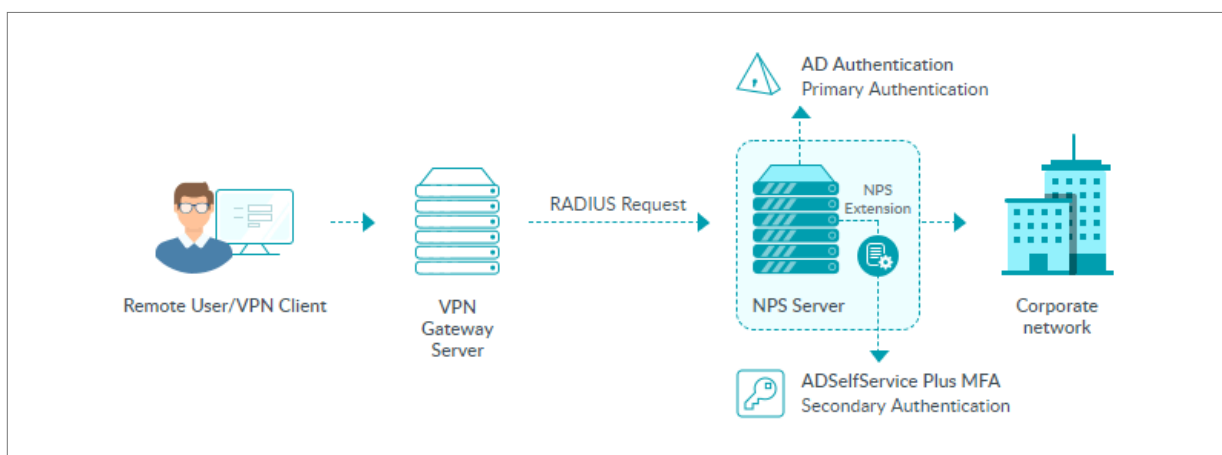 AD Authentication
Primary Authentication
RADIUS Request
NPS
Extension
Remote User/VPN Client
VPN
Gateway
Server
NPS Server
Corporate
network
ADSelfService Plus MFA
Secondary Authentication